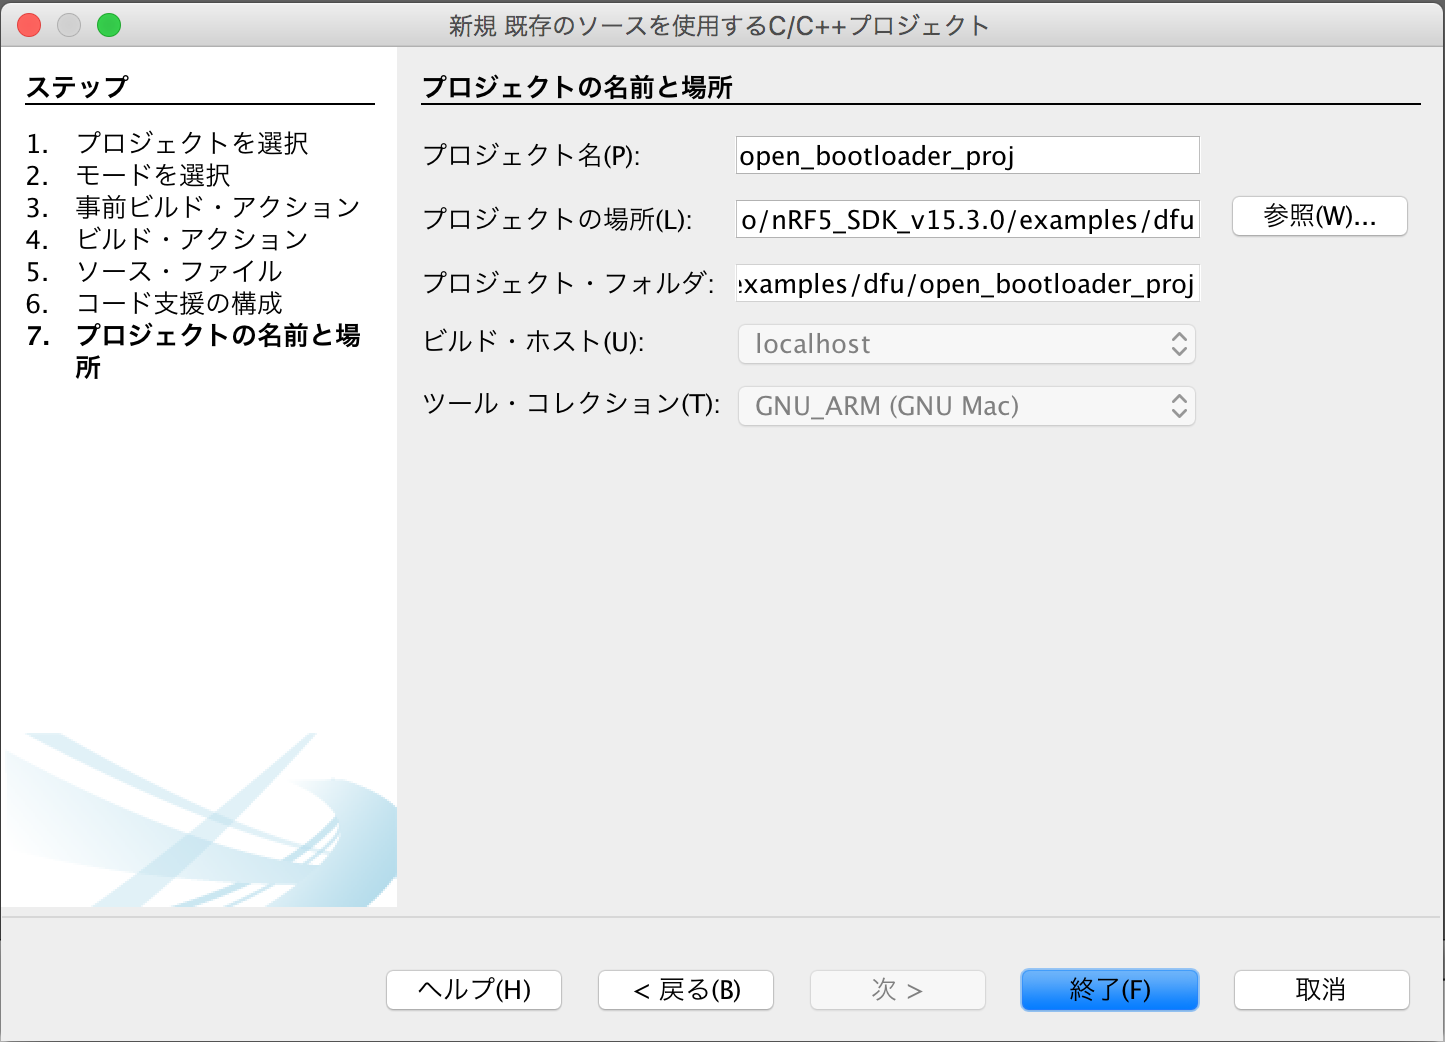 新規 既存のソースを使用するC/C++プロジェクト
ステップ
1. プロジェクトを選択
2. モードを選択
3. 事前ビルド・アクション
4. ビルド・アクション
5. ソース・ファイル
6. コード支援の構成
7. プロジェクトの名前と場
所
プロジェクトの名前と場所
プロジェクト名(P): open_bootloader_proj
プロジェクトの場所(L): o/nRF5_SDK_v15.3.0/examples/dfu 参照(W)...
プロジェクト・フォルダ: examples/dfu/open_bootloader_proj
ビルド・ホスト(U): localhost
ツール・コレクション(T): GNU_ARM (GNU Mac)
ヘルプ(H) < 戻る(B) 次 > 終了(F) 取消